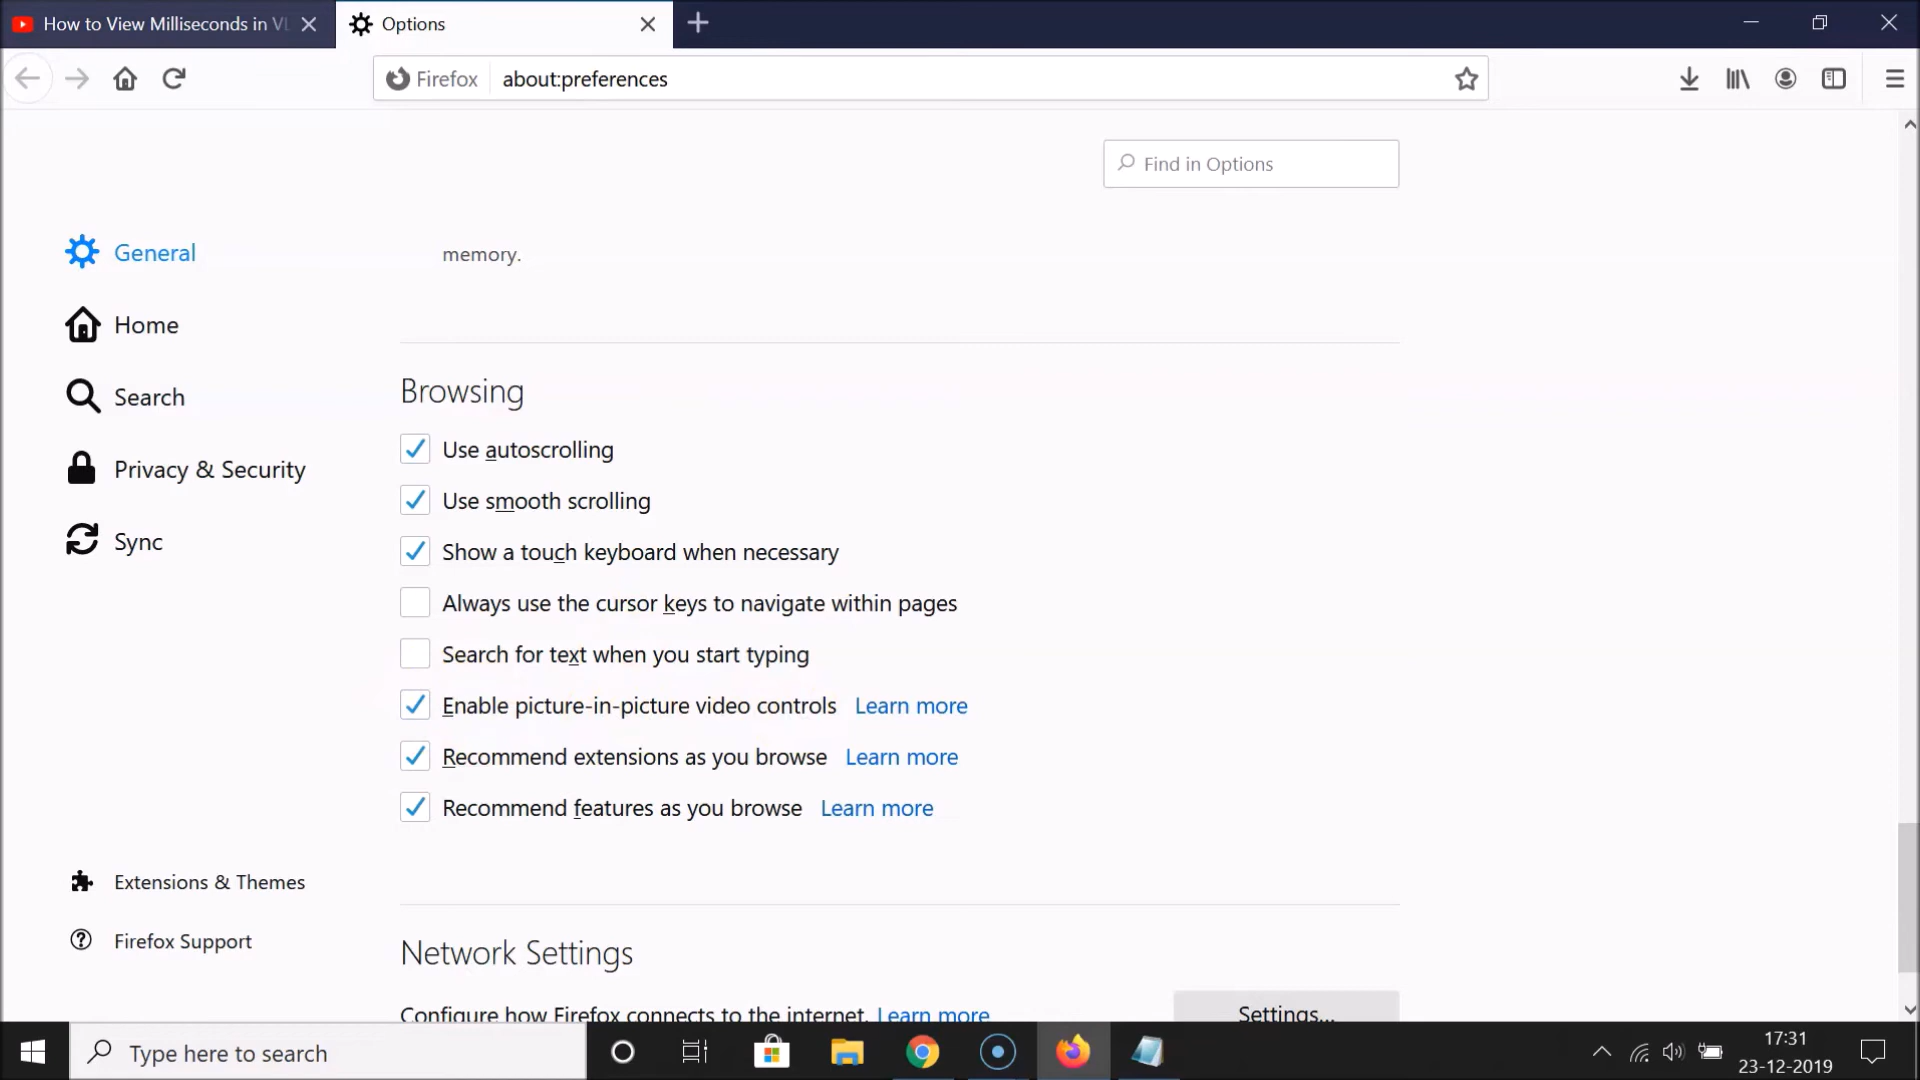 How to View Milliseconds in VL
Options
Firefox
about:preferences
Find in Options
General
Home
Search
Privacy & Security
Sync
Extensions & Themes
Firefox Support
memory.
Browsing
Use autoscrolling
Use smooth scrolling
Show a touch keyboard when necessary
Always use the cursor keys to navigate within pages
Search for text when you start typing
Enable picture-in-picture video controls Learn more
Recommend extensions as you browse Learn more
Recommend features as you browse Learn more
Network Settings
Configure how Firefox connects to the internet. Learn more
Settings...
Type here to search
17:31
23-12-2019